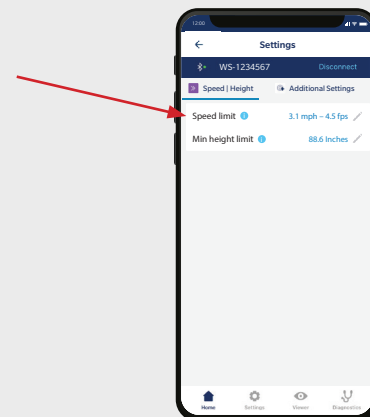 12:00
Settings
WS-1234567 Disconnect
Speed | Height Additional Settings
Speed limit 3.1 mph – 4.5 fps
Min height limit 88.6 Inches
Home Settings Viewer Diagnostics